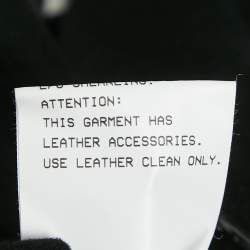 ATTENTION:
THIS GARMENT HAS
LEATHER ACCESSORIES.
USE LEATHER CLEAN ONLY.